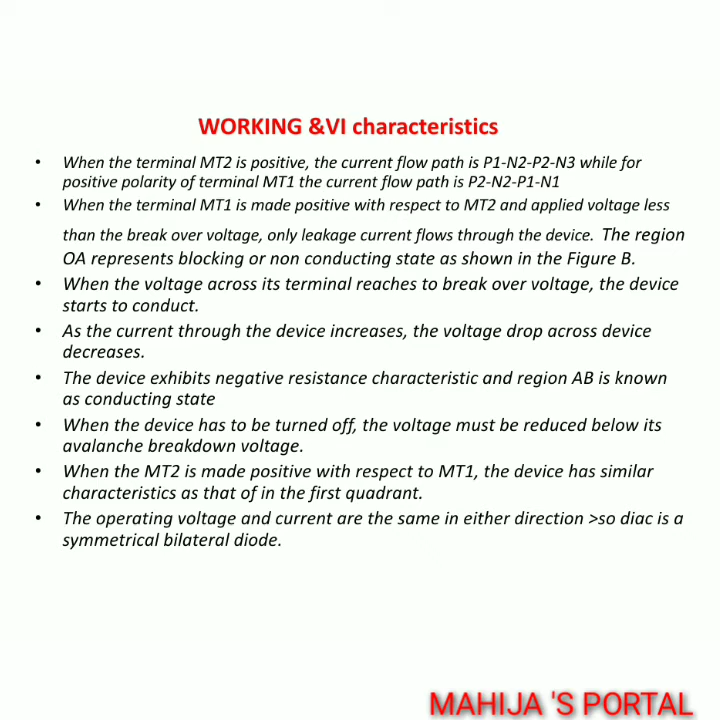 WORKING &VI characteristics
• When the terminal MT2 is positive, the current flow path is P1-N2-P2-N3 while for
positive polarity of terminal MT1 the current flow path is P2-N2-P1-N1
• When the terminal MT1 is made positive with respect to MT2 and applied voltage less
than the break over voltage, only leakage current flows through the device. The region
OA represents blocking or non conducting state as shown in the Figure B.
• When the voltage across its terminal reaches to break over voltage, the device
starts to conduct.
• As the current through the device increases, the voltage drop across device
decreases.
• The device exhibits negative resistance characteristic and region AB is known
as conducting state
• When the device has to be turned off, the voltage must be reduced below its
avalanche breakdown voltage.
• When the MT2 is made positive with respect to MT1, the device has similar
characteristics as that of in the first quadrant.
• The operating voltage and current are the same in either direction >so diac is a
symmetrical bilateral diode.
MAHIJA 'S PORTAL